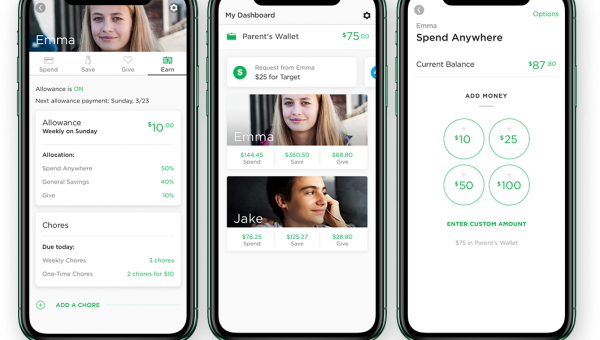 Emma
Spend
Save
Give
Earn
Allowance is ON
Next allowance payment: Sunday, 3/23
Allowance
Weekly on Sunday
$10.00
Allocation:
Spend Anywhere 50%
General Savings 40%
Give 10%
Chores
Due today:
Weekly Chores 3 chores
One-Time Chores 2 chores for $10
ADD A CHORE
My Dashboard
Parent's Wallet $75.00
Request from Emma
$25 for Target
Emma
$144.45 $360.50 $68.80
Spend Save Give
Jake
$76.25 $125.27 $28.80
Spend Save Give
Options
Emma
Spend Anywhere
Current Balance $87.80
ADD MONEY
+ $10
+ $25
+ $50
+ $100
ENTER CUSTOM AMOUNT
$75 in Parent's Wallet